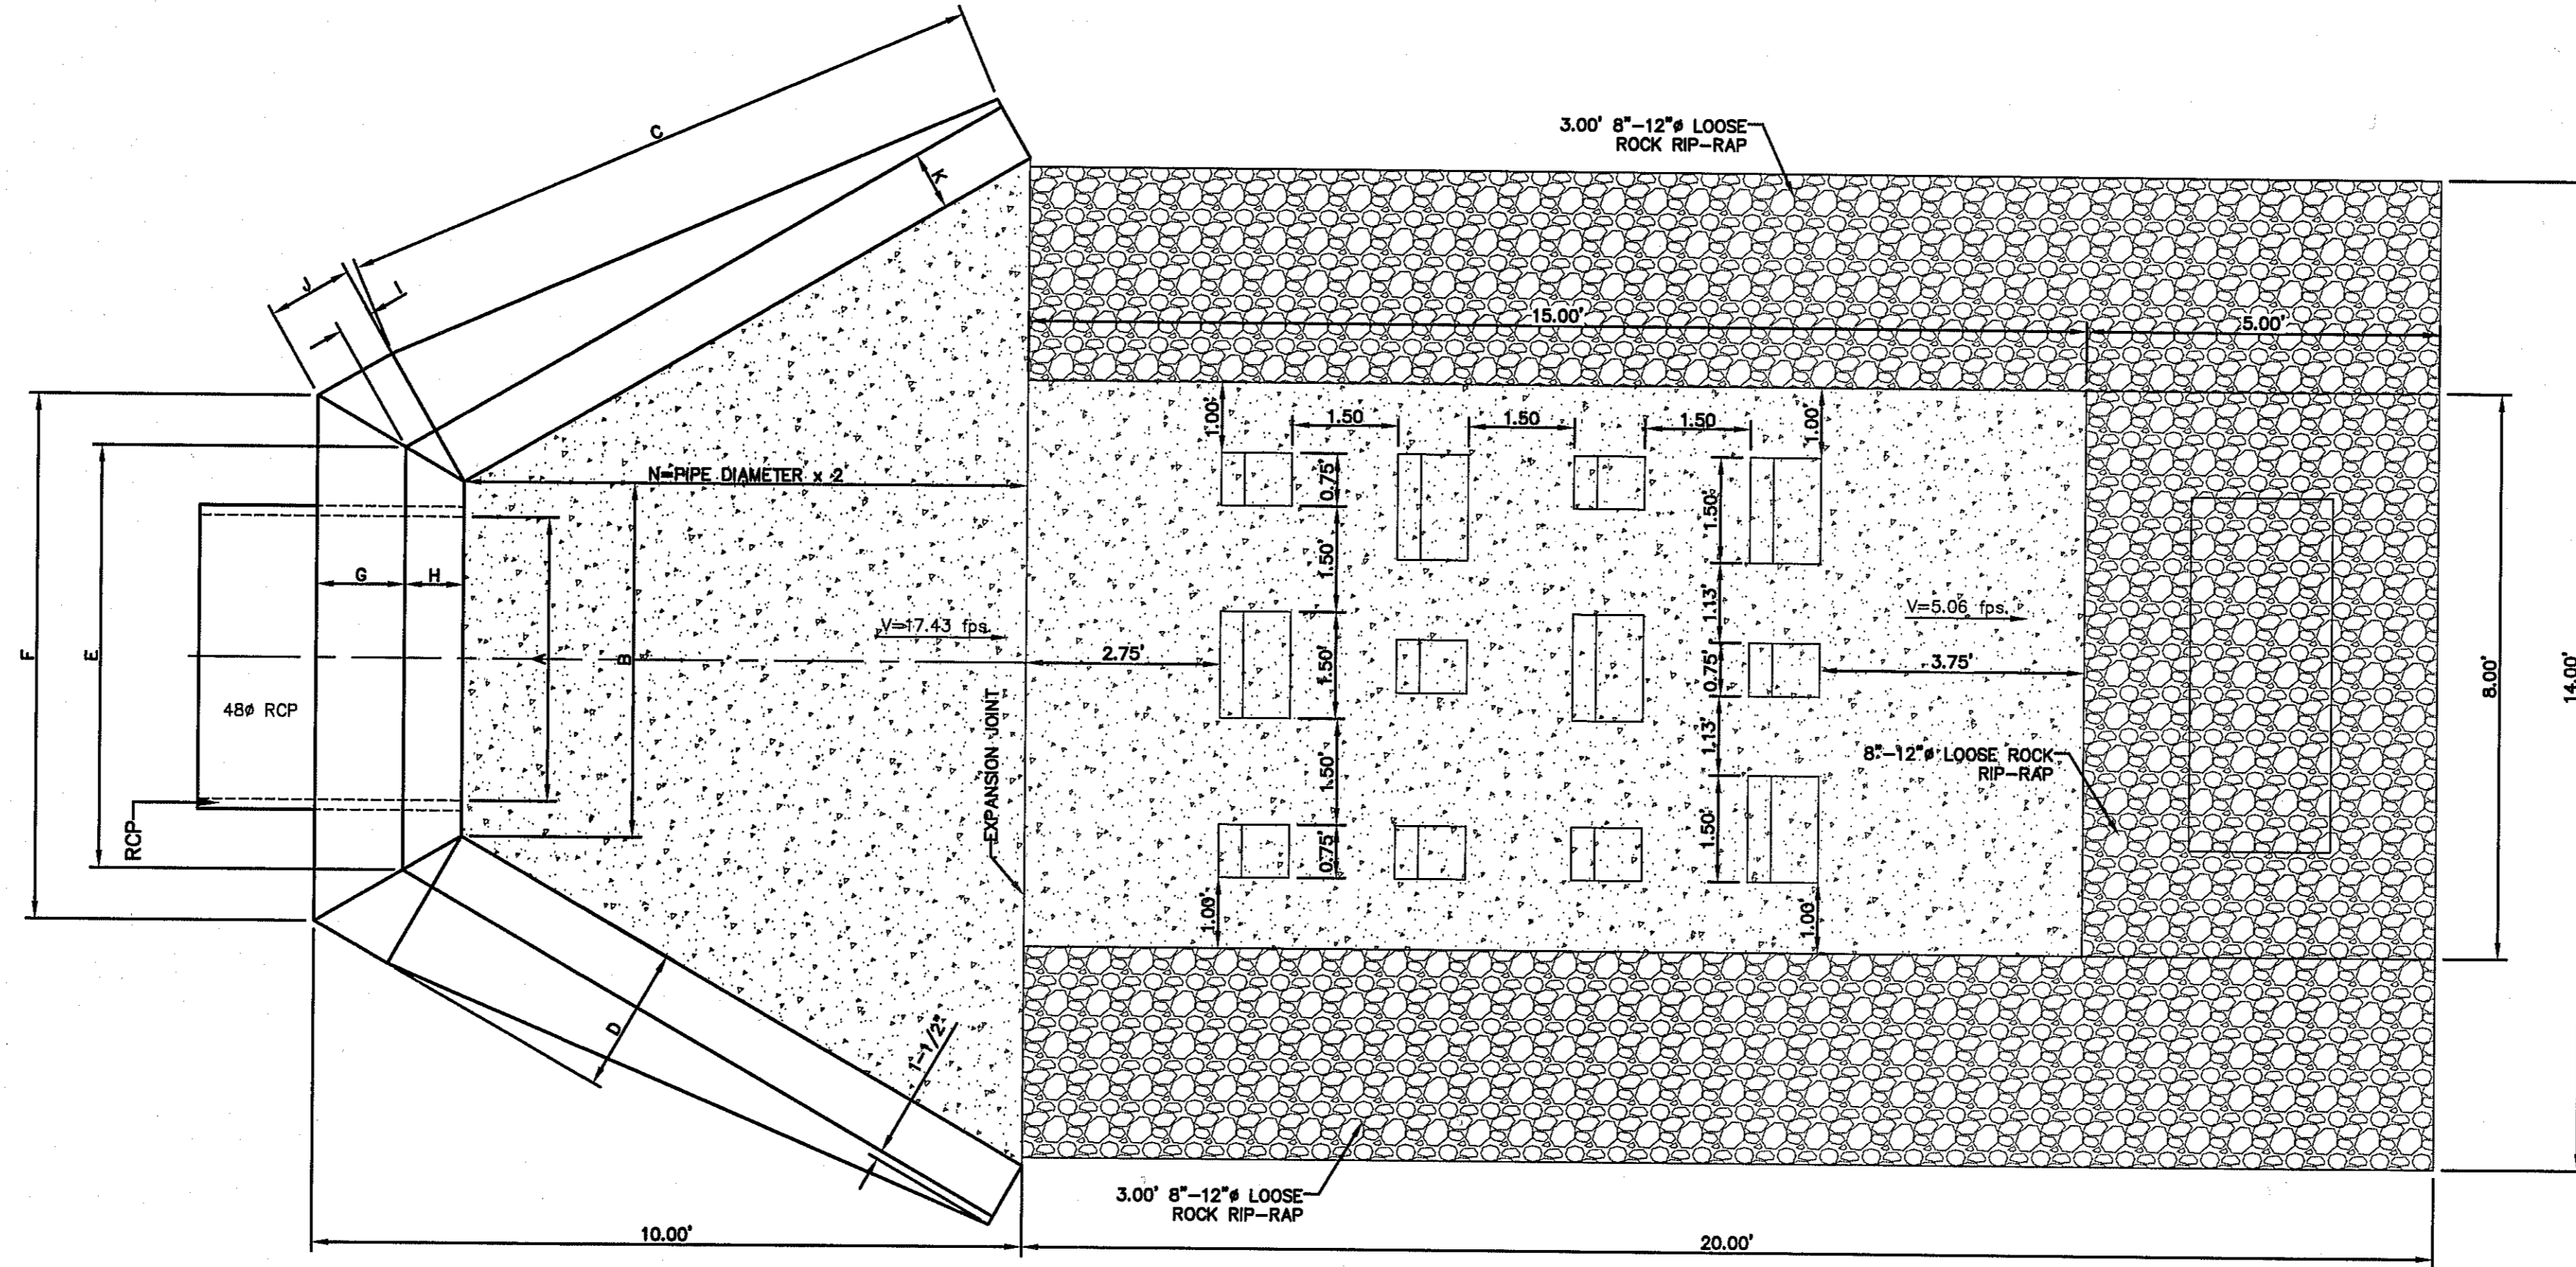 C
3.00' 8"-12"ø LOOSE
ROCK RIP-RAP
K
J
I
15.00'
5.00'
1.00'
1.50
1.50
1.50
1.00'
N=PIPE DIAMETER x 2
0.75'
1.50'
1.50'
1.13'
G
H
V=17.43 fps.
V=5.06 fps.
F
E
A
B
2.75'
1.50'
0.75'
3.75'
8.00'
14.00'
48ø RCP
EXPANSION JOINT
1.50'
1.13'
8"-12"ø LOOSE ROCK
RIP-RAP
RCP
0.75'
1.50'
1.00'
1.00'
D
1'-1/2"
3.00' 8"-12"ø LOOSE
ROCK RIP-RAP
10.00'
20.00'